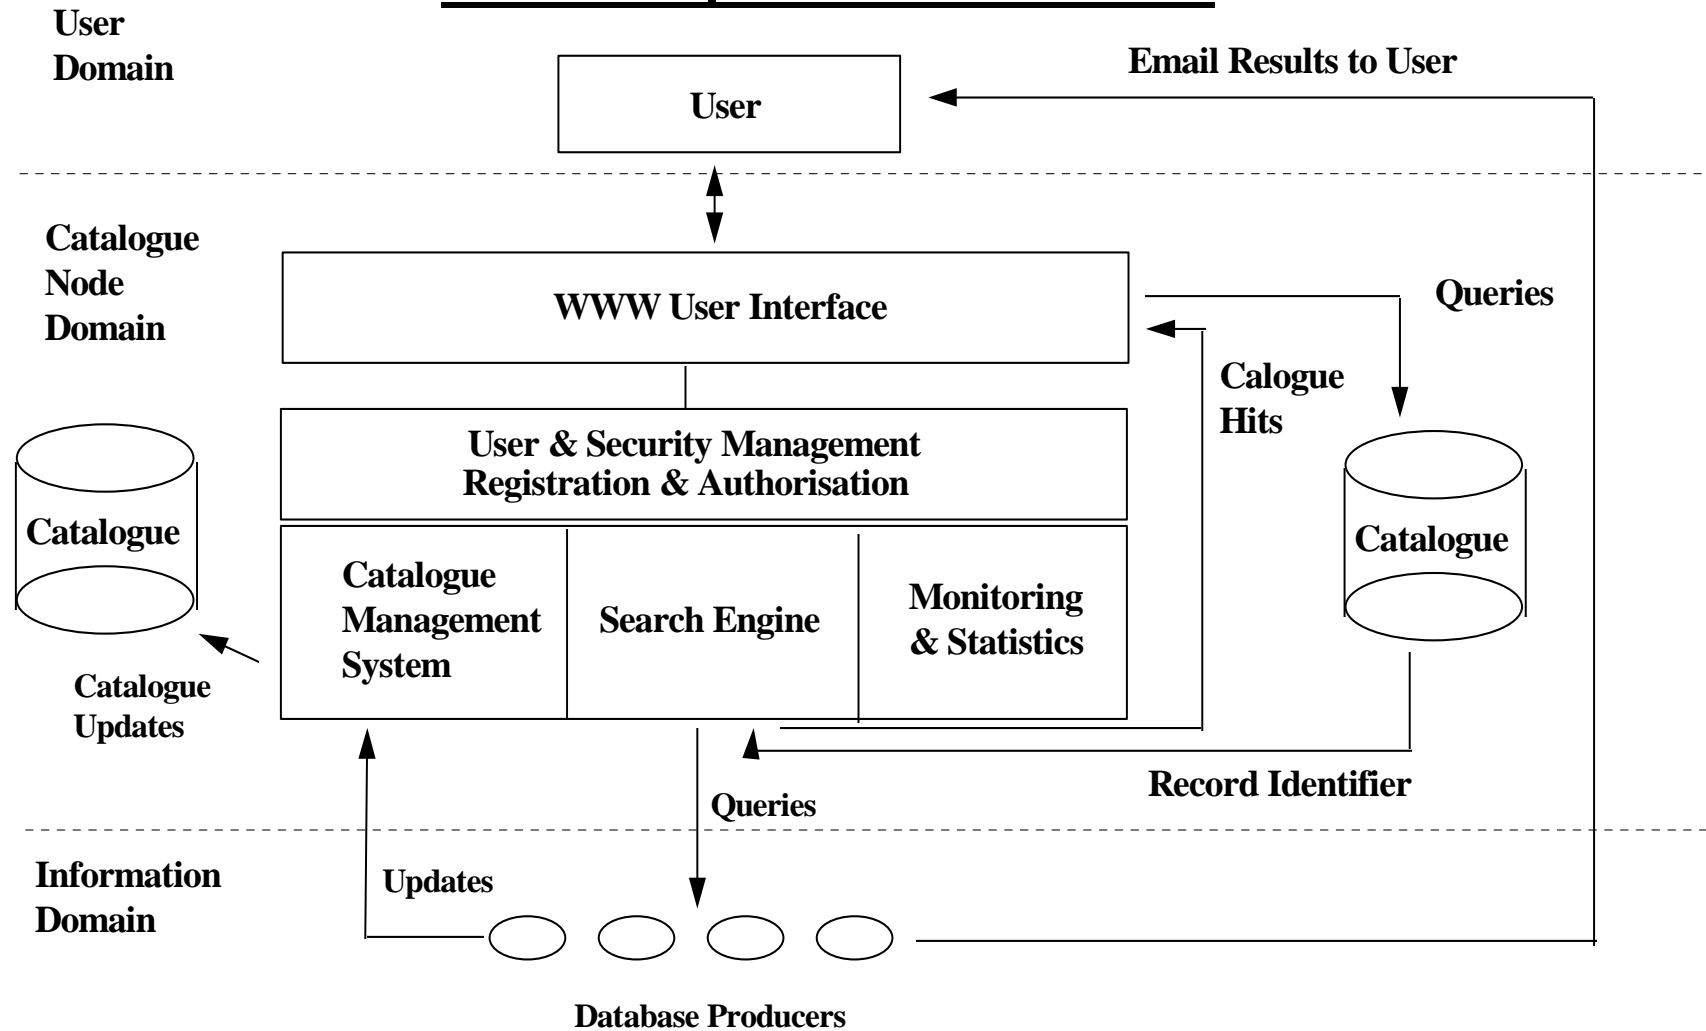 User
Domain
Email Results to User
User
Catalogue
Node
Domain
WWW User Interface
Queries
Calogue
Hits
User & Security Management
Registration & Authorisation
Catalogue
Catalogue
Catalogue
Management
System
Search Engine
Monitoring
& Statistics
Catalogue
Updates
Record Identifier
Queries
Information
Domain
Updates
Database Producers